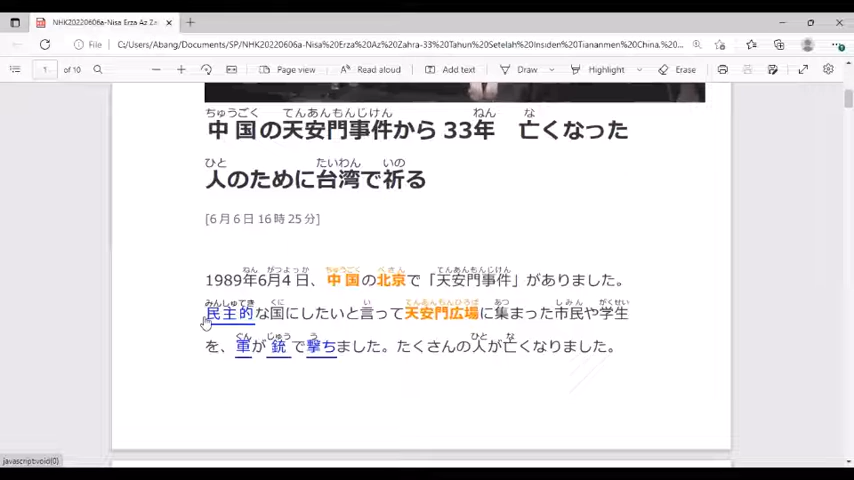 NHK20220606a-Nisa Erza Az Za
File
C:/Users/Abang/Documents/SP/NHK20220606a-Nisa%20Erza%20Az%20Zahra-33%20Tahun%20Setelah%20Insiden%20Tiananmen%20China....
1 of 10
Page view
Read aloud
Add text
Draw
Highlight
Erase
ちゅうごく てんあんもんじけん ねん な
中国の天安門事件から 33年 亡くなった
ひと たいわん いの
人のために台湾で祈る
[6月6日 16時25分]
ねん がつよっか ちゅうごく ぺきん てんあんもんじけん
1989年6月4日、中国の北京で「天安門事件」がありました。
みんしゅてき くに い てんあんもんひろば あつ しみん がくせい
民主的な国にしたいと言って天安門広場に集まった市民や学生
ぐん じゅう う ひと な
を、軍が銃で撃ちました。たくさんの人が亡くなりました。
javascript:void(0)